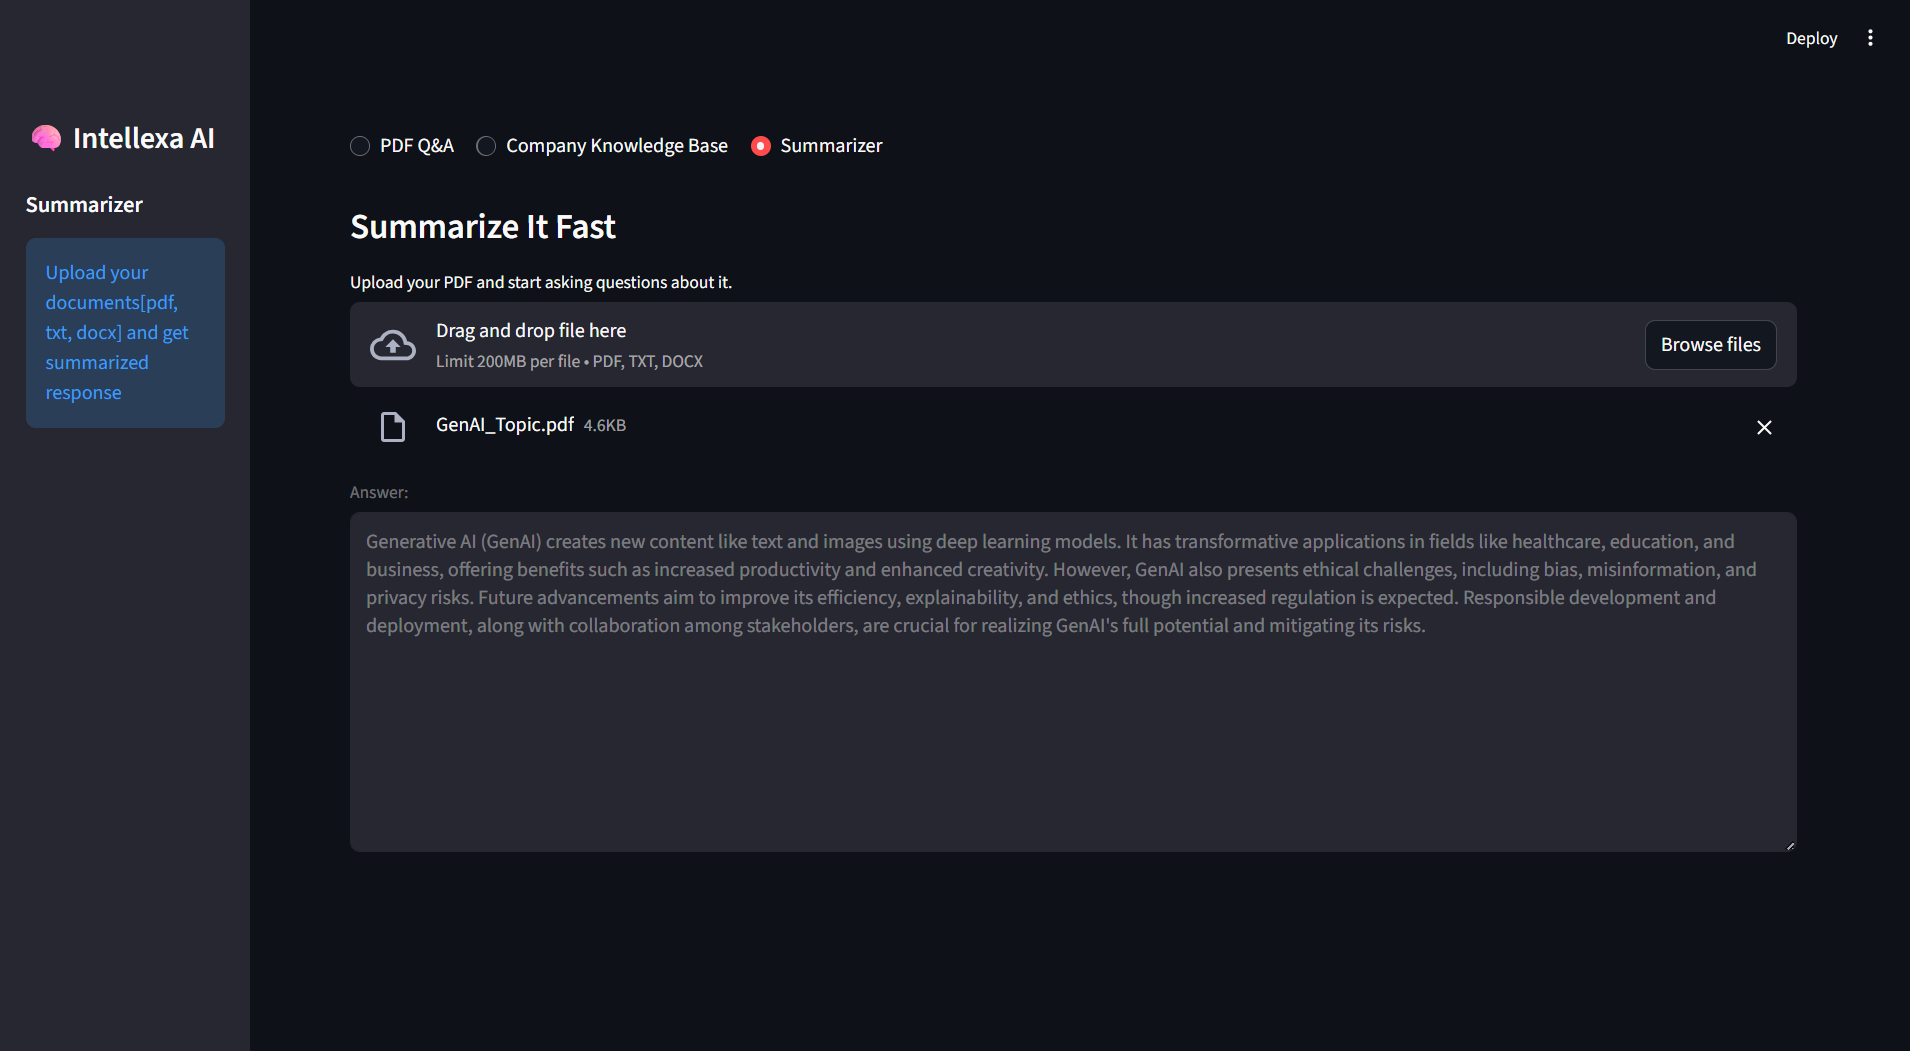 Deploy
Intellexa AI
Summarizer
Upload your
documents[pdf,
txt, docx] and get
summarized
response
PDF Q&A
Company Knowledge Base
Summarizer
Summarize It Fast
Upload your PDF and start asking questions about it.
Drag and drop file here
Limit 200MB per file • PDF, TXT, DOCX
Browse files
GenAI_Topic.pdf 4.6KB
Answer:
Generative AI (GenAI) creates new content like text and images using deep learning models. It has transformative applications in fields like healthcare, education, and
business, offering benefits such as increased productivity and enhanced creativity. However, GenAI also presents ethical challenges, including bias, misinformation, and
privacy risks. Future advancements aim to improve its efficiency, explainability, and ethics, though increased regulation is expected. Responsible development and
deployment, along with collaboration among stakeholders, are crucial for realizing GenAI's full potential and mitigating its risks.